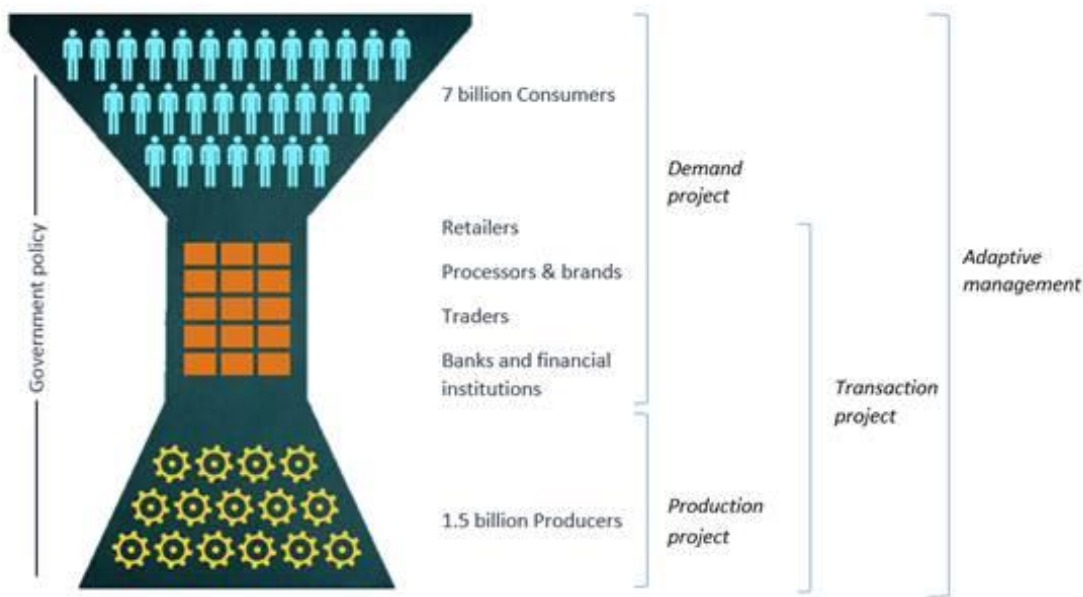 Government policy
7 billion Consumers
Retailers
Processors & brands
Traders
Banks and financial
institutions
1.5 billion Producers
Demand
project
Production
project
Transaction
project
Adaptive
management